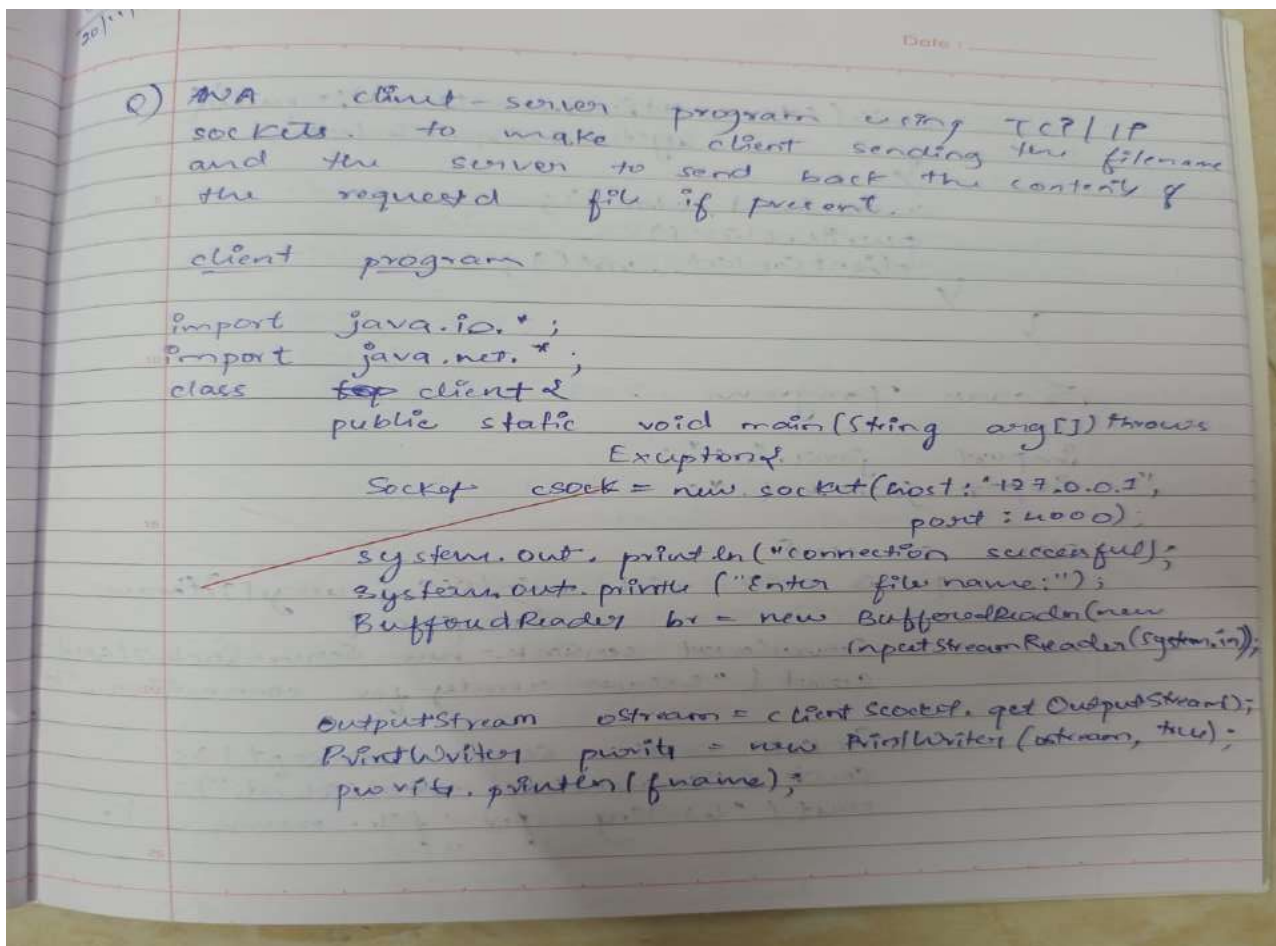 20/11
Date :
Q) client - server program using TCP/IP
sockets. to make client sending the filename
and the server to send back the contents of
the requestd file if present.
client program
import java.io.* ;
import java.net.* ;
class client {
public static void main(String arg[]) throws
Exception{
Socket csock = new socket(host: "127.0.0.1",
port : 4000);
system.out. println("connection successful);
system.out. println ("Enter file name:");
BufferedReader br = new BufferedReader(new
InputStreamReader(system.in));
OutputStream ostream = client Socket. get OutputStream();
PrintWriter pwrite = new PrintWriter (ostream, true);
pwrite. println(fname);